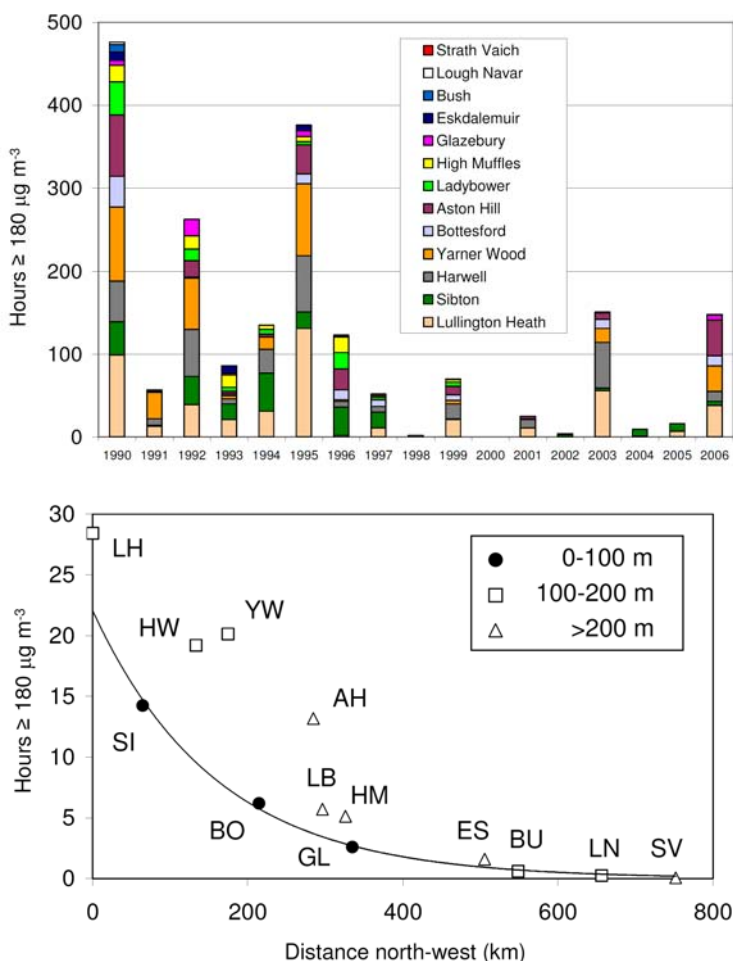 500
400
300
200
100
0
Hours ≥ 180 µg m-3
Strath Vaich
Lough Navar
Bush
Eskdalemuir
Glazebury
High Muffles
Ladybower
Aston Hill
Bottesford
Yarner Wood
Harwell
Sibton
Lullington Heath
1990 1991 1992 1993 1994 1995 1996 1997 1998 1999 2000 2001 2002 2003 2004 2005 2006
30
25
20
15
10
5
0
Hours ≥ 180 µg m-3
0-100 m
100-200 m
>200 m
LH
HW
YW
SI
AH
LB
HM
BO
GL
ES
BU
LN
SV
0 200 400 600 800
Distance north-west (km)